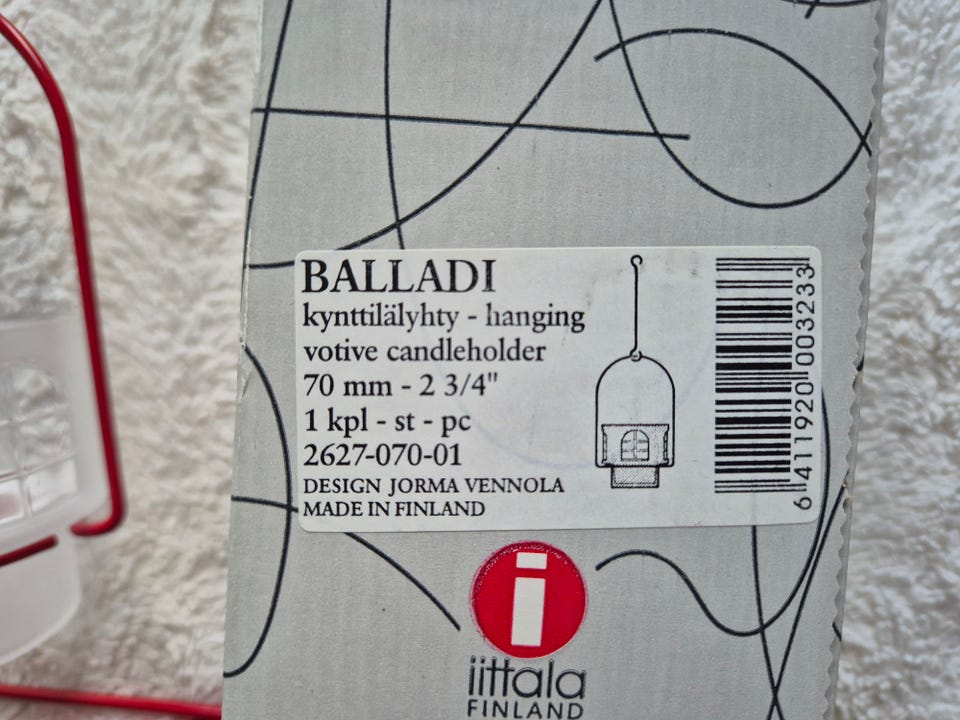 BALLADI
kynttilälyhty - hanging
votive candleholder
70 mm - 2 3/4"
1 kpl - st - pc
2627-070-01
DESIGN JORMA VENNOLA
MADE IN FINLAND
6 411920 003233
i
iittala
FINLAND